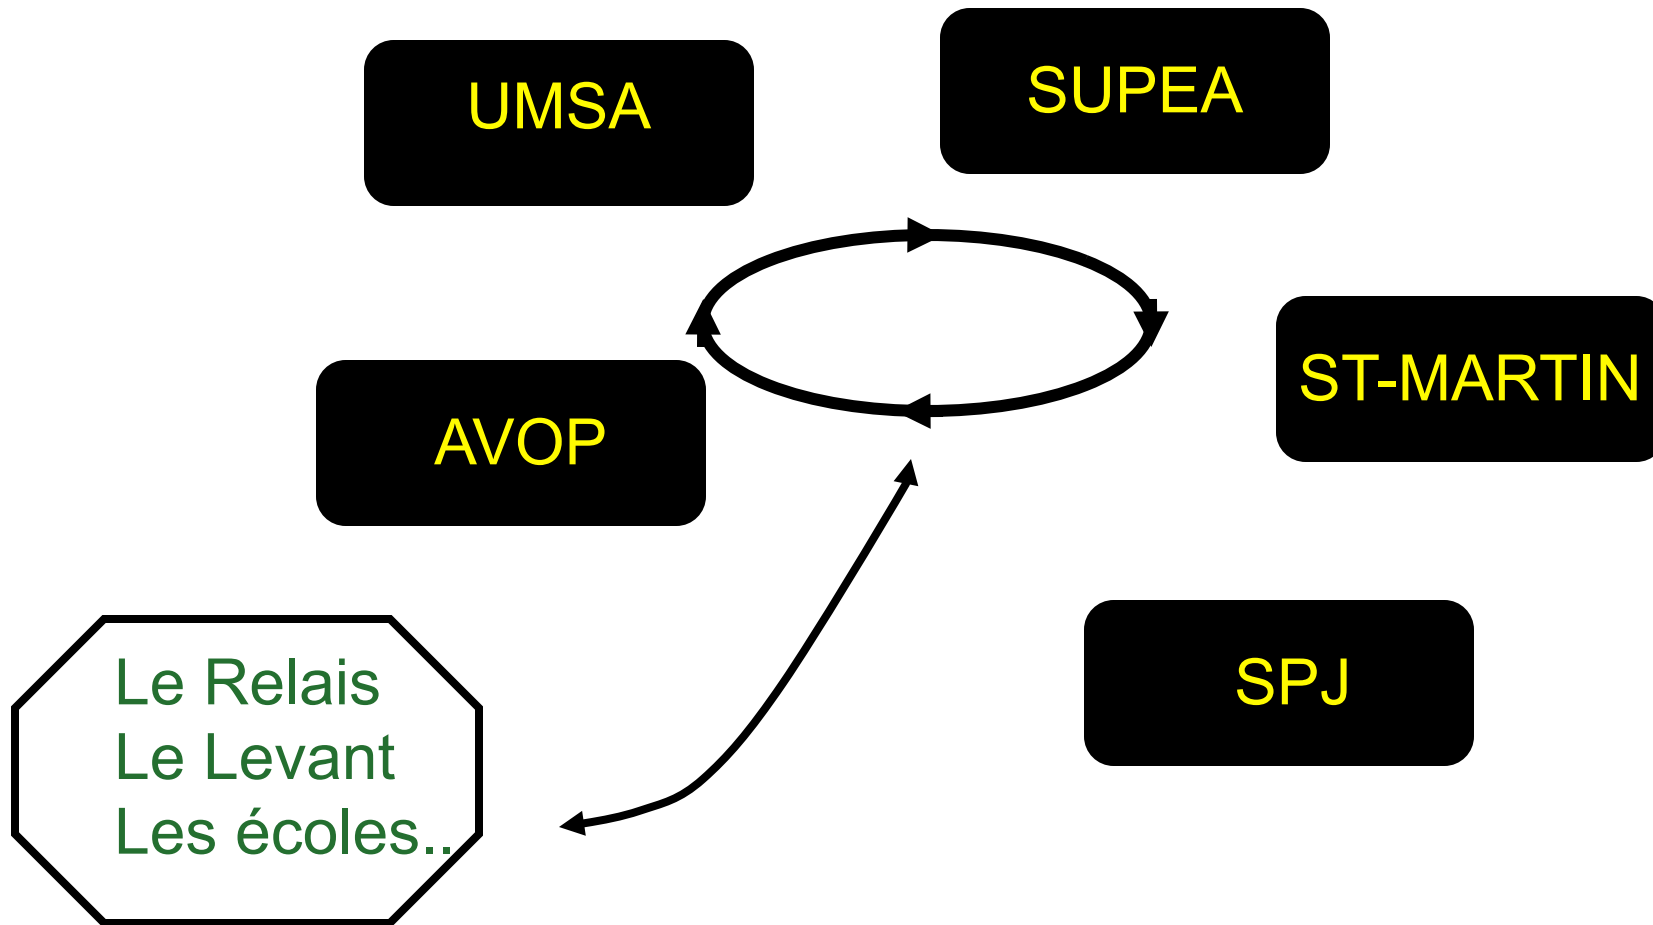 UMSA
SUPEA
ST-MARTIN
AVOP
SPJ
Le Relais
Le Levant
Les écoles..